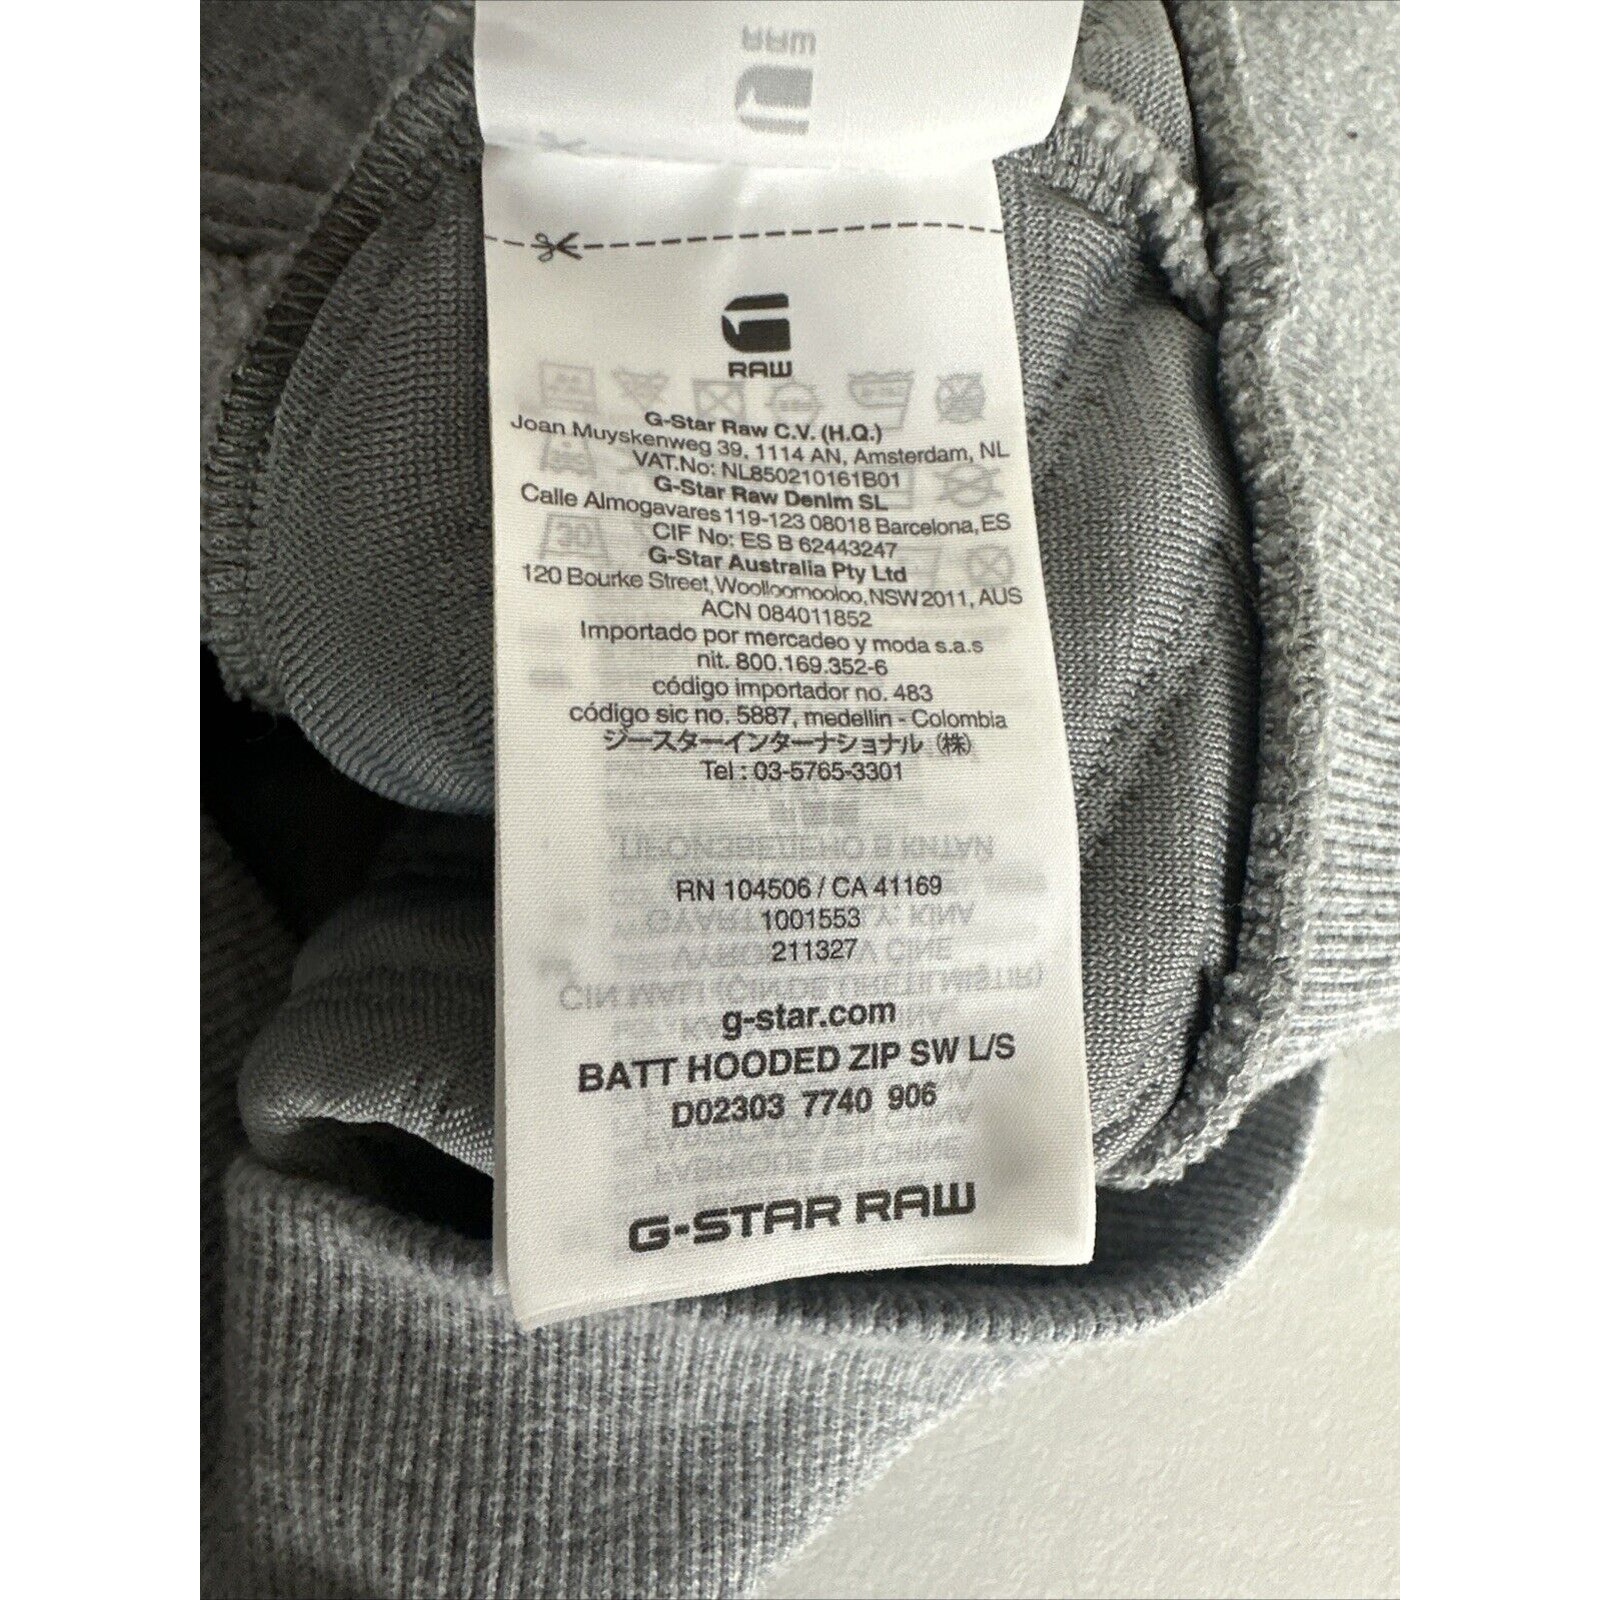 RAW
RAW
G-Star Raw C.V. (H.Q.)
Joan Muyskenweg 39, 1114 AN, Amsterdam, NL
VAT.No: NL850210161B01
G-Star Raw Denim SL
Calle Almogavares 119-123 08018 Barcelona, ES
CIF No: ES B 62443247
G-Star Australia Pty Ltd
120 Bourke Street, Woolloomooloo, NSW 2011, AUS
ACN 084011852
Importado por mercadeo y moda s.a.s
nit. 800.169.352-6
código importador no. 483
código sic no. 5887, medellin - Colombia
ジースターインターナショナル (株)
Tel : 03-5765-3301
RN 104506 / CA 41169
1001553
211327
g-star.com
BATT HOODED ZIP SW L/S
D02303 7740 906
G-STAR RAW